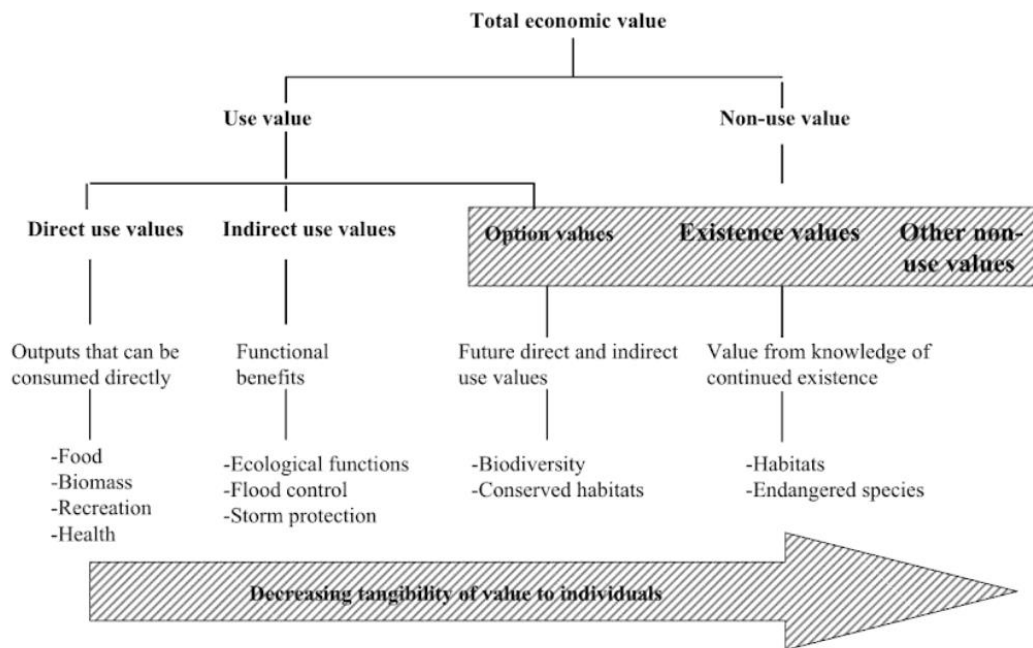 Total economic value
Use value
Non-use value
Direct use values
Indirect use values
Option values
Existence values
Other non-
use values
Outputs that can be
consumed directly
Functional
benefits
Future direct and indirect
use values
Value from knowledge of
continued existence
-Food
-Biomass
-Recreation
-Health
-Ecological functions
-Flood control
-Storm protection
-Biodiversity
-Conserved habitats
-Habitats
-Endangered species
Decreasing tangibility of value to individuals